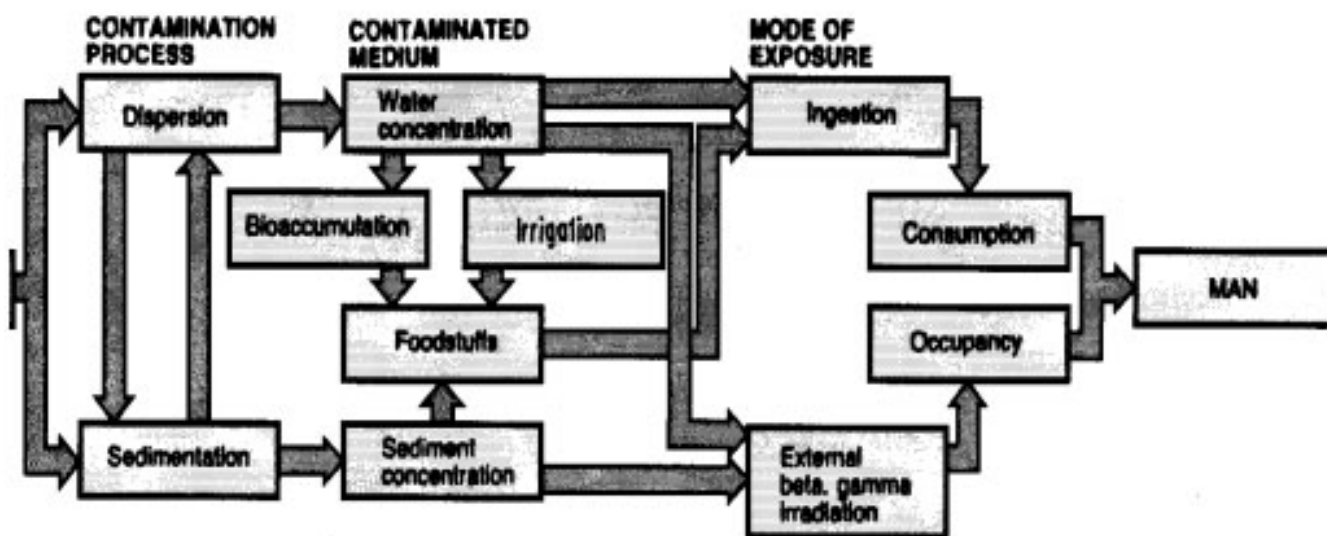 CONTAMINATION
PROCESS
CONTAMINATED
MEDIUM
MODE OF
EXPOSURE
Dispersion
Water
concentration
Ingestion
Bioaccumulation
Irrigation
Consumption
MAN
Foodstuffs
Occupancy
Sedimentation
Sediment
concentration
External
beta. gamma
irradiation